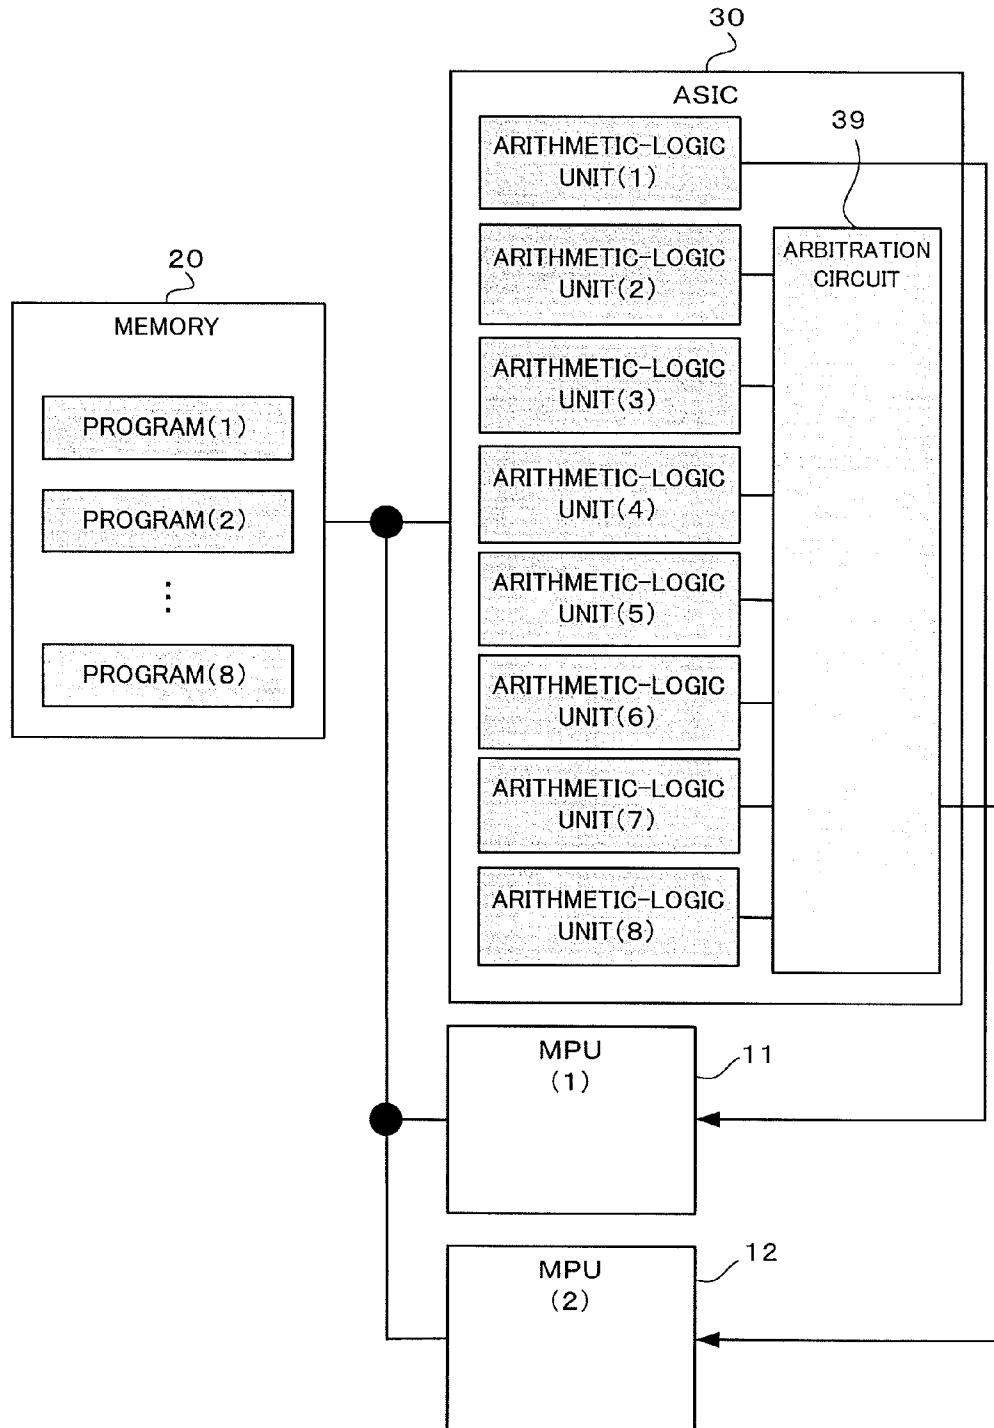 30
ASIC
39
ARITHMETIC-LOGIC
UNIT(1)
ARITHMETIC-LOGIC
UNIT(2)
ARBITRATION
CIRCUIT
20
MEMORY
ARITHMETIC-LOGIC
UNIT(3)
PROGRAM(1)
ARITHMETIC-LOGIC
UNIT(4)
PROGRAM(2)
⋮
ARITHMETIC-LOGIC
UNIT(5)
PROGRAM(8)
ARITHMETIC-LOGIC
UNIT(6)
ARITHMETIC-LOGIC
UNIT(7)
ARITHMETIC-LOGIC
UNIT(8)
MPU
(1)
11
MPU
(2)
12